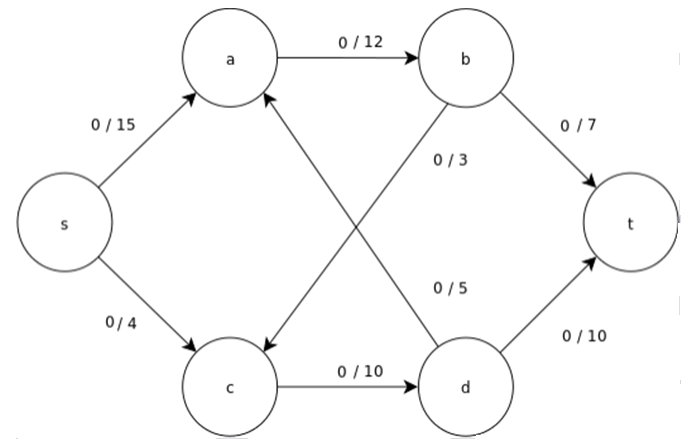 0 / 12
a
b
0 / 15
0 / 7
0 / 3
s
t
0 / 5
0 / 4
0 / 10
0 / 10
c
d